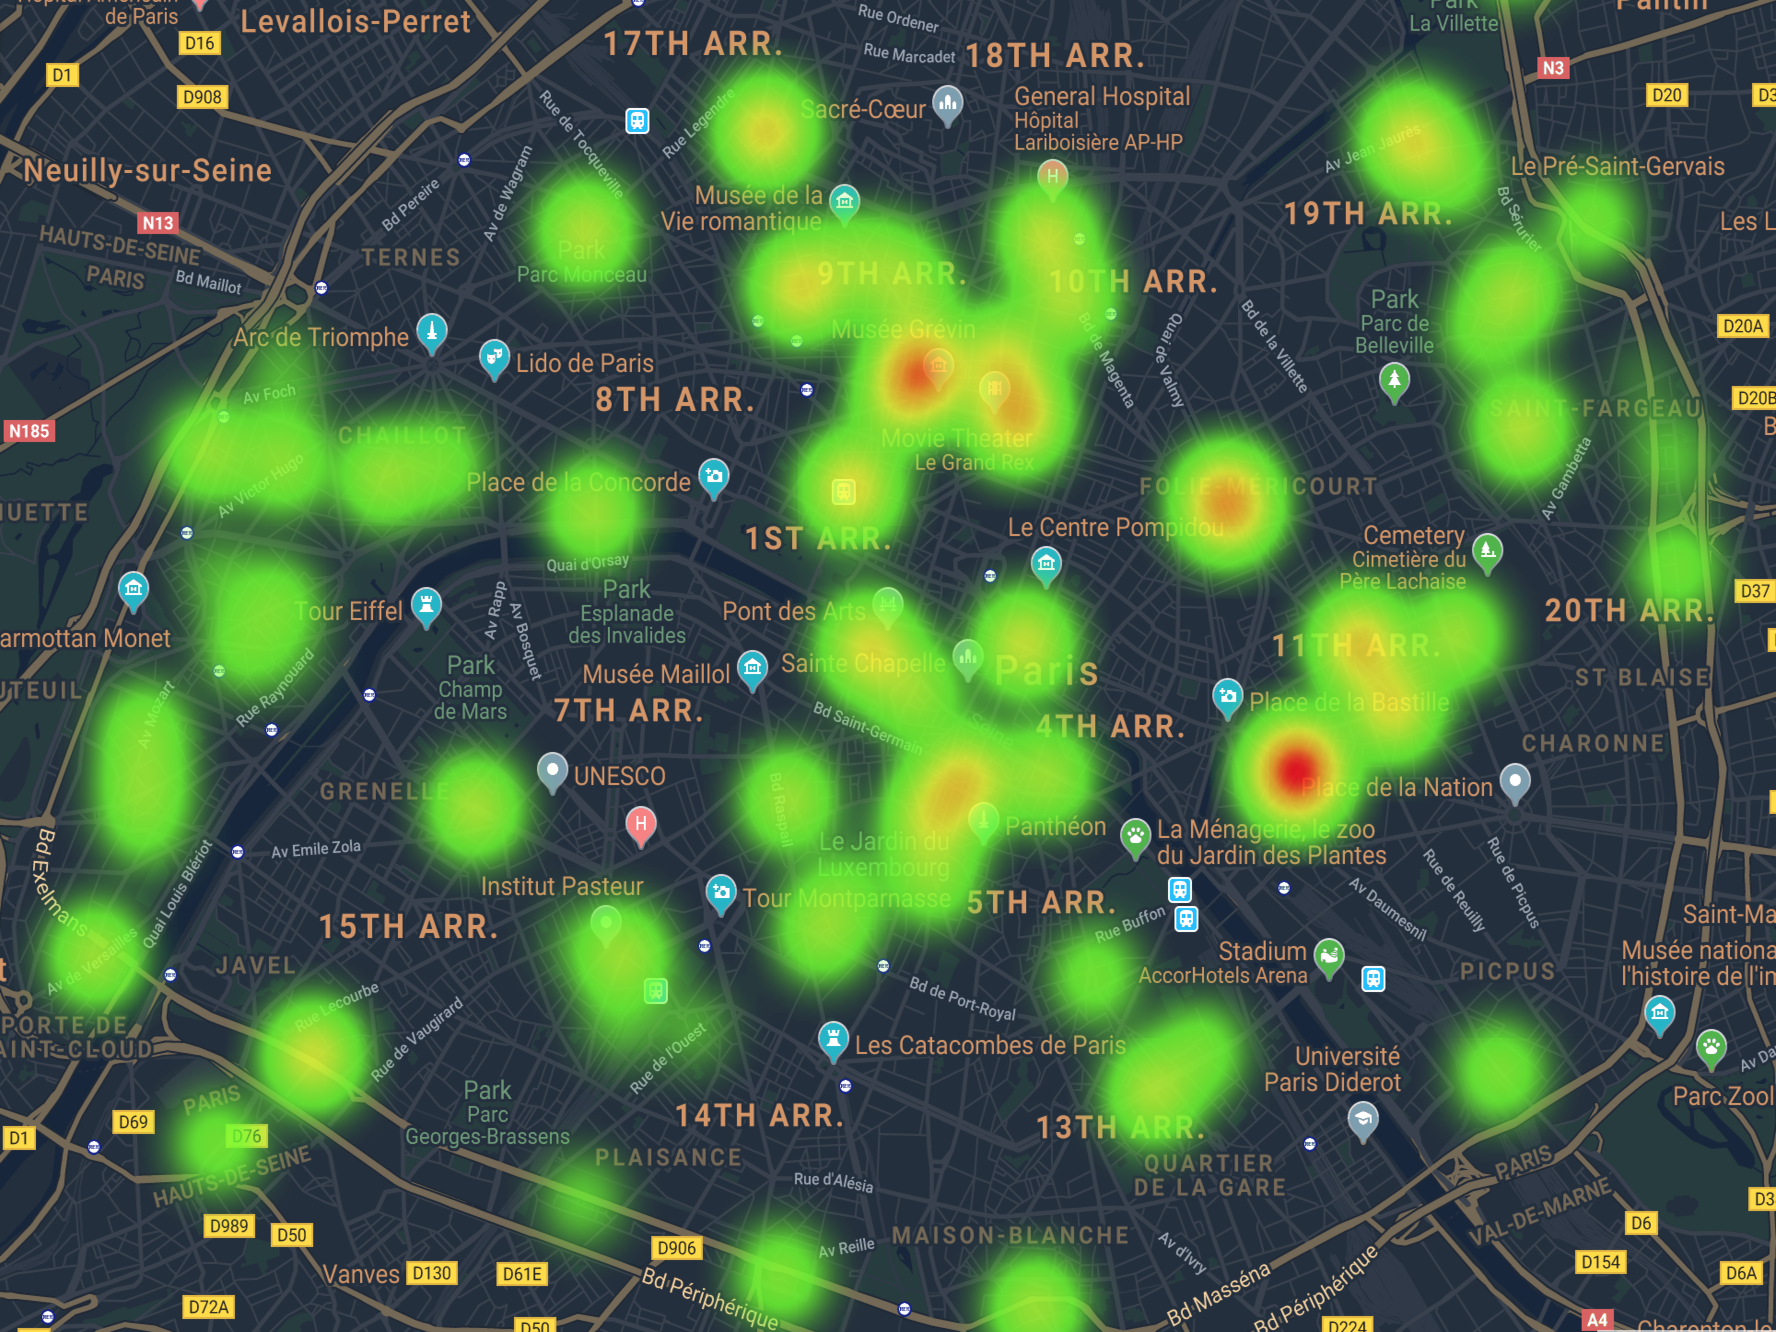 de Paris
Levallois-Perret
D16
D1
D908
17TH ARR.
Rue Ordener
Rue Marcadet
18TH ARR.
Park
La Villette
N3
D20
Sacré-Cœur
General Hospital
Hôpital
Lariboisière AP-HP
H
Rue de Tocqueville
Rue Legendre
Av Jean Jaurès
Le Pré-Saint-Gervais
Neuilly-sur-Seine
Bd Pereire
Av de Wagram
Musée de la
Vie romantique
19TH ARR.
Bd Sérurier
Les L
N13
HAUTS-DE-SEINE
PARIS
Bd Maillot
TERNES
Park
Parc Monceau
9TH ARR.
10TH ARR.
Park
Parc de
Belleville
D20A
Arc de Triomphe
Lido de Paris
Musée Grévin
Bd de Magenta
Quai de Valmy
Bd de la Villette
Av Foch
8TH ARR.
SAINT-FARGEAU
D20B
N185
CHAILLOT
Movie Theater
Le Grand Rex
Av Victor Hugo
Place de la Concorde
FOLIE-MÉRICOURT
Av Gambetta
1ST ARR.
Le Centre Pompidou
Cemetery
Cimetière du
Père Lachaise
Quai d'Orsay
Park
Esplanade
des Invalides
Tour Eiffel
Av Rapp
Av Bosquet
Pont des Arts
D37
20TH ARR.
armottan Monet
11TH ARR.
Sainte Chapelle
Paris
Musée Maillol
Park
Champ
de Mars
ST BLAISE
Av Mozart
Rue Raynouard
7TH ARR.
Bd Saint-Germain
Seine
4TH ARR.
Place de la Bastille
CHARONNE
GRENELLE
UNESCO
Bd Raspail
Place de la Nation
H
Le Jardin du
Luxembourg
Panthéon
La Ménagerie, le zoo
du Jardin des Plantes
Bd Exelmans
Av Emile Zola
Quai Louis Blériot
Institut Pasteur
Tour Montparnasse
5TH ARR.
Rue Buffon
Av Daumesnil
Rue de Reuilly
Rue de Picpus
15TH ARR.
Av de Versailles
JAVEL
Stadium
AccorHotels Arena
PICPUS
Saint-Ma
Musée nationa
l'histoire de l'in
Rue Lecourbe
Rue de Vaugirard
Bd de Port-Royal
PORTE DE
AINT-CLOUD
Rue de l'Ouest
Les Catacombes de Paris
Université
Paris Diderot
Av Da
Parc Zool
PARIS
Park
Parc
Georges-Brassens
14TH ARR.
13TH ARR.
D1
D69
D76
HAUTS-DE-SEINE
PLAISANCE
Rue d'Alésia
QUARTIER
DE LA GARE
PARIS
VAL-DE-MARNE
D989
D50
D906
Av Reille
MAISON-BLANCHE
Av d'Ivry
D6
D154
D6A
Vanves
D130
D61E
Bd Périphérique
Bd Masséna
Bd Périphérique
D72A
D50
D224
A4